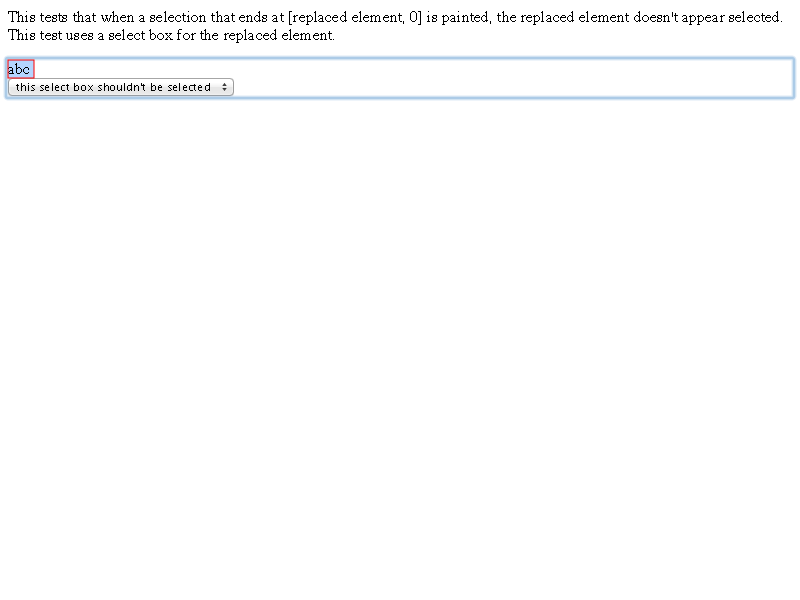 This tests that when a selection that ends at [replaced element, 0] is painted, the replaced element doesn't appear selected.
This test uses a select box for the replaced element.
abc
this select box shouldn't be selected